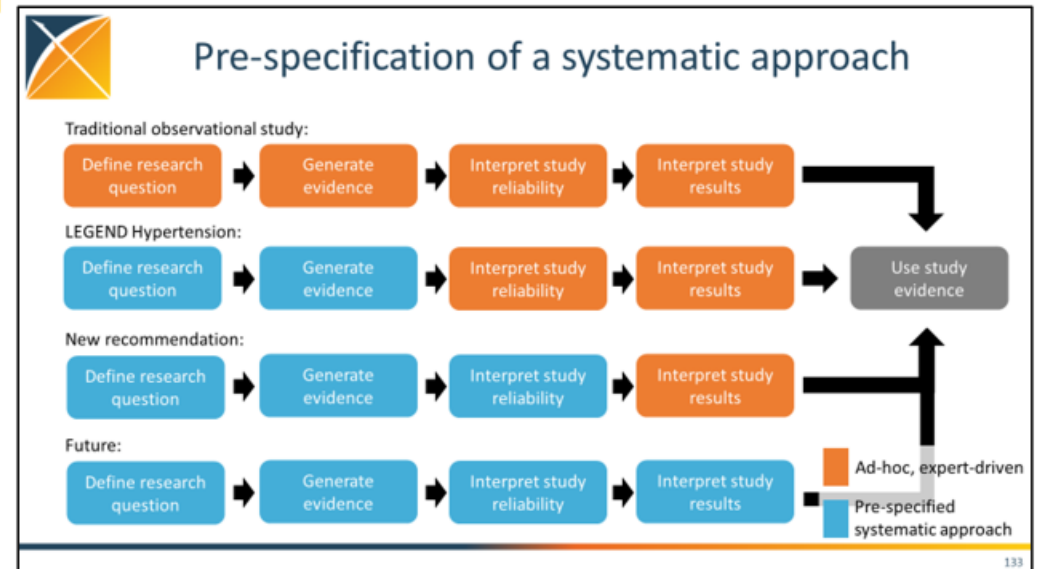 Pre-specification of a systematic approach
Traditional observational study:
Define research
question
Generate
evidence
Interpret study
reliability
Interpret study
results
LEGEND Hypertension:
Define research
question
Generate
evidence
Interpret study
reliability
Interpret study
results
Use study
evidence
New recommendation:
Define research
question
Generate
evidence
Interpret study
reliability
Interpret study
results
Future:
Define research
question
Generate
evidence
Interpret study
reliability
Interpret study
results
Ad-hoc, expert-driven
Pre-specified
systematic approach
133